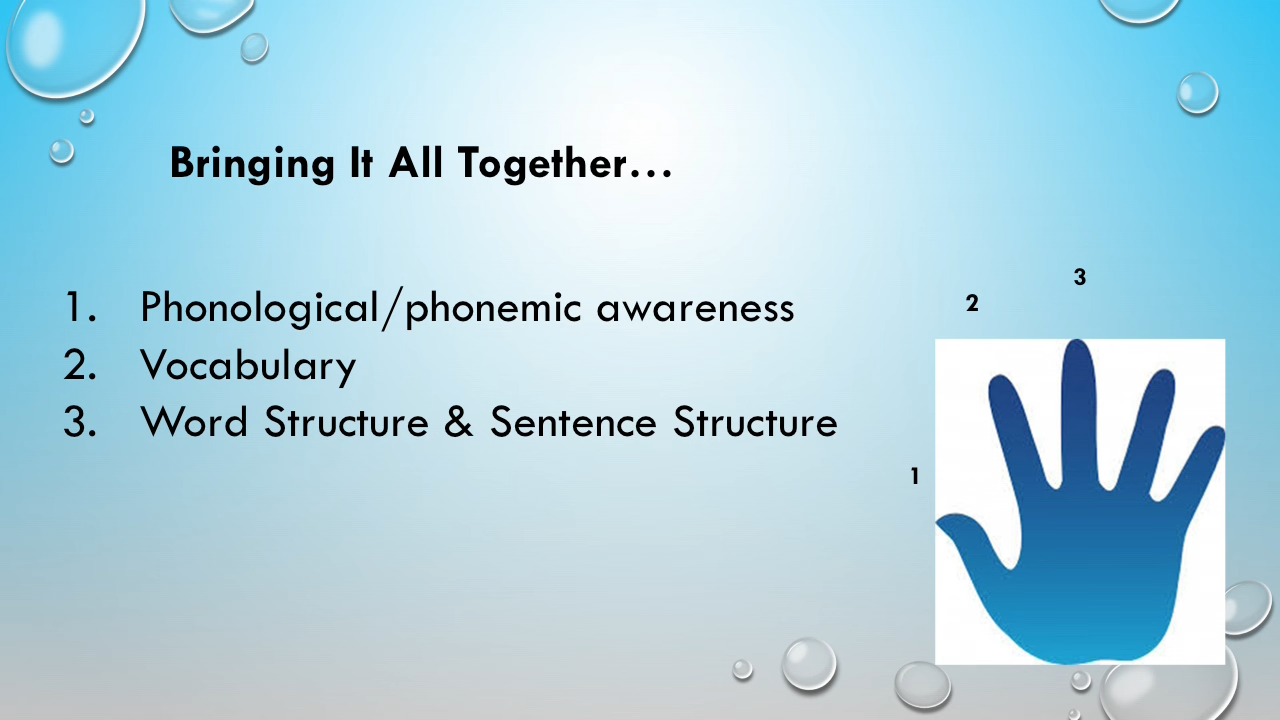 Bringing It All Together…
1. Phonological/phonemic awareness
2. Vocabulary
3. Word Structure & Sentence Structure
3
2
1